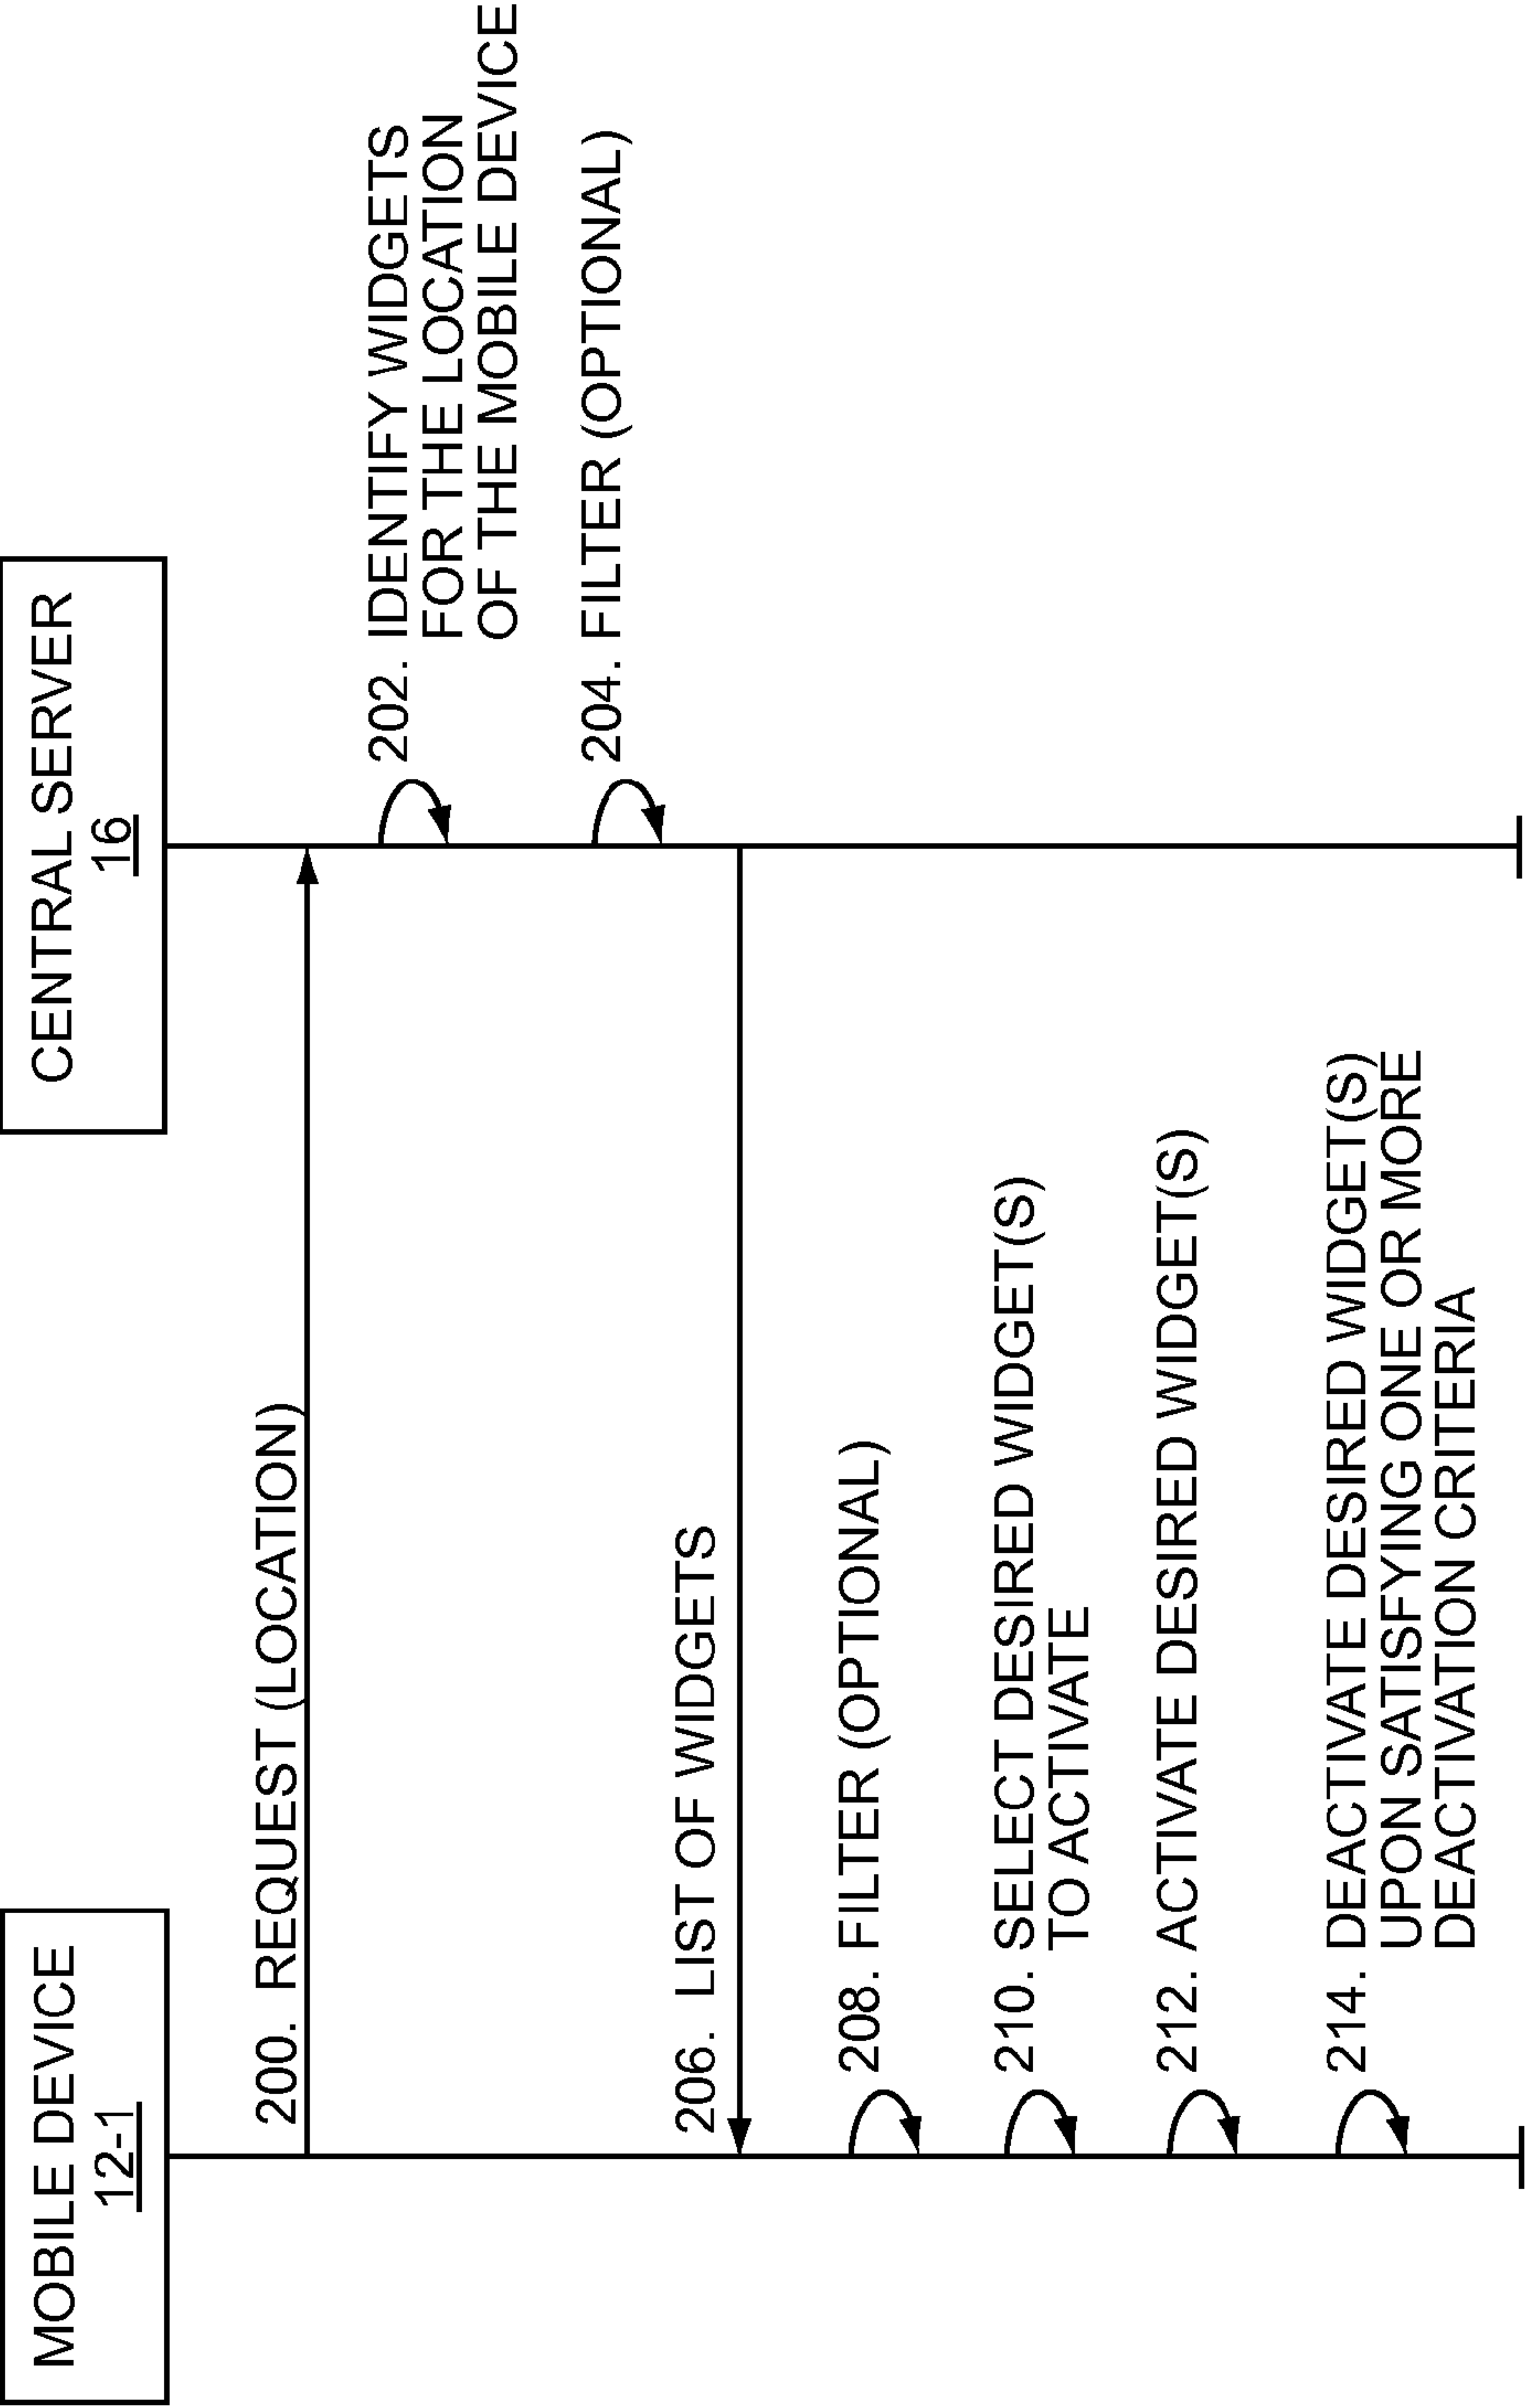 MOBILE DEVICE
12-1
CENTRAL SERVER
16
200. REQUEST (LOCATION)
202. IDENTIFY WIDGETS
FOR THE LOCATION
OF THE MOBILE DEVICE
204. FILTER (OPTIONAL)
206. LIST OF WIDGETS
208. FILTER (OPTIONAL)
210. SELECT DESIRED WIDGET(S)
TO ACTIVATE
212. ACTIVATE DESIRED WIDGET(S)
214. DEACTIVATE DESIRED WIDGET(S)
UPON SATISFYING ONE OR MORE
DEACTIVATION CRITERIA